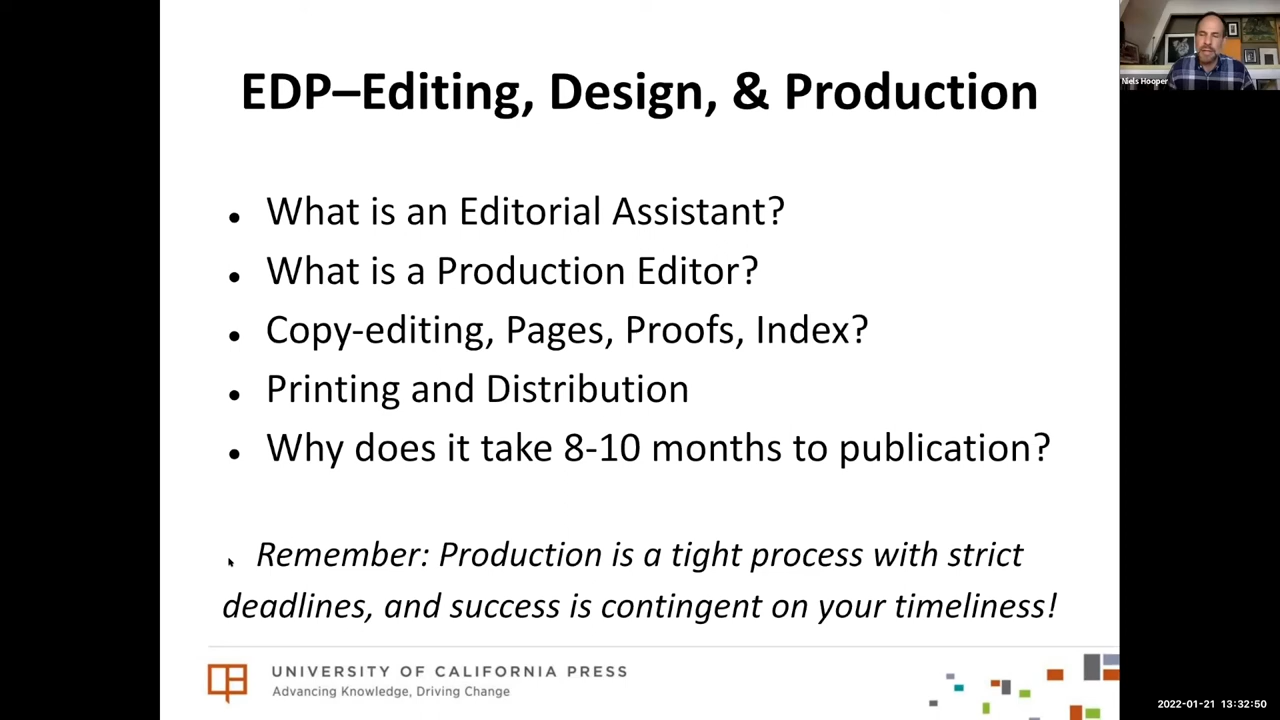 EDP–Editing, Design, & Production
Niels Hooper
• What is an Editorial Assistant?
• What is a Production Editor?
• Copy-editing, Pages, Proofs, Index?
• Printing and Distribution
• Why does it take 8-10 months to publication?
Remember: Production is a tight process with strict
deadlines, and success is contingent on your timeliness!
UNIVERSITY OF CALIFORNIA PRESS
Advancing Knowledge, Driving Change
2022-01-21 13:32:50